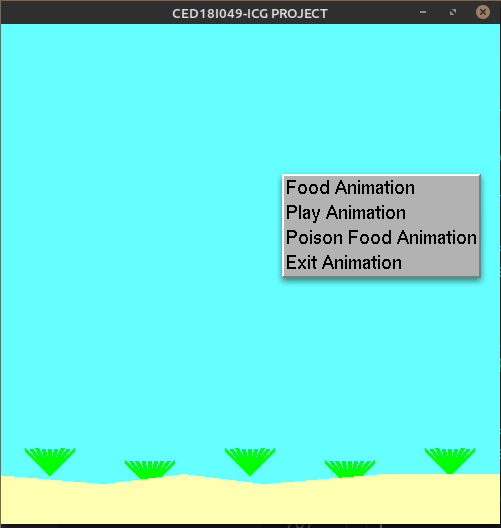 CED18I049-ICG PROJECT
Food Animation
Play Animation
Poison Food Animation
Exit Animation